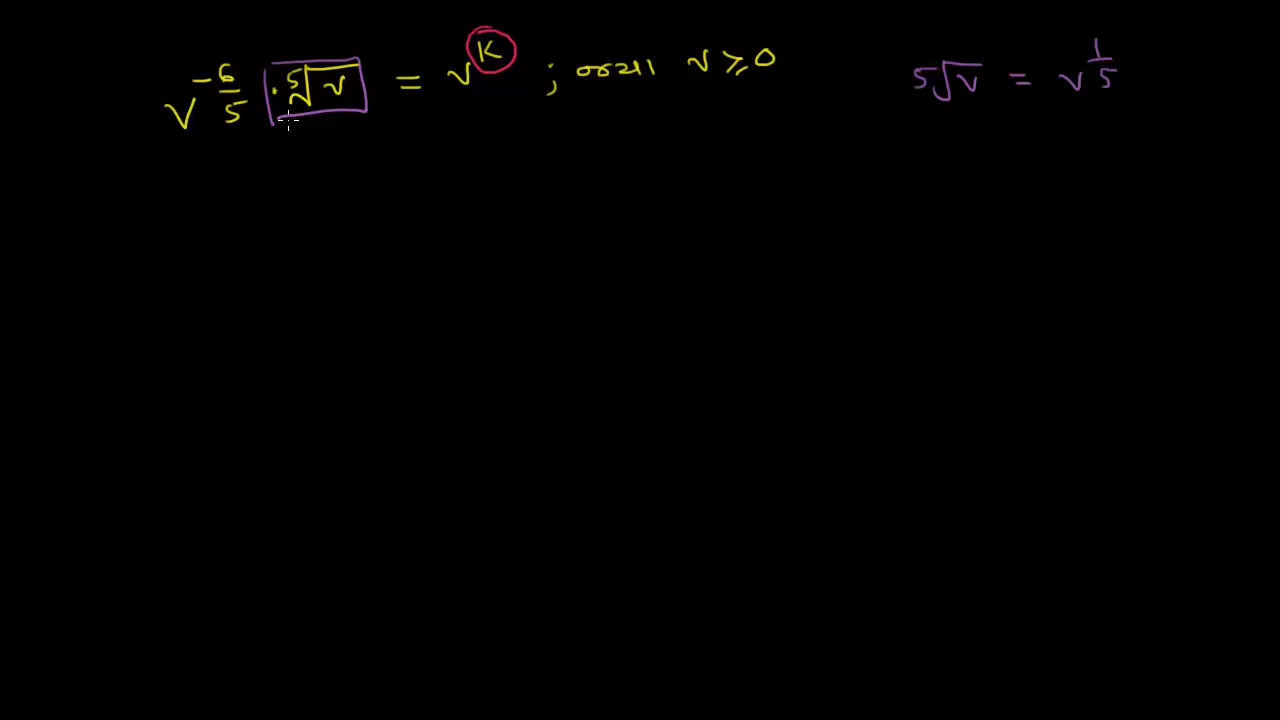 v^{-6/5} · ⁵√v = v^K ; v ≥ 0
⁵√v = v^{1/5}